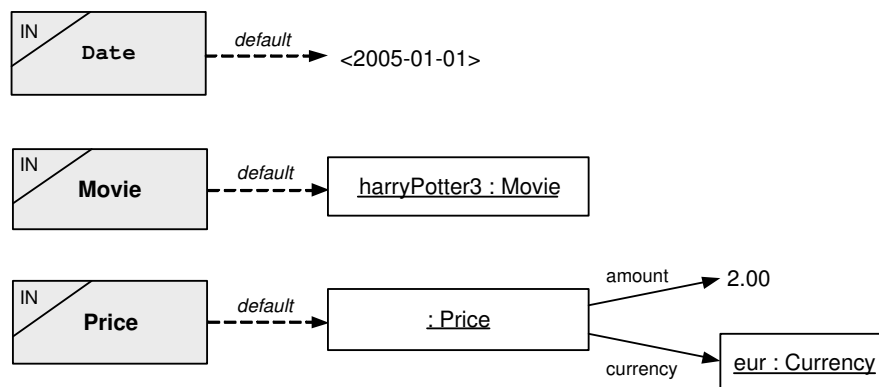 IN
Date
default
<2005-01-01>
IN
Movie
default
harryPotter3 : Movie
IN
Price
default
: Price
amount
2.00
currency
eur : Currency